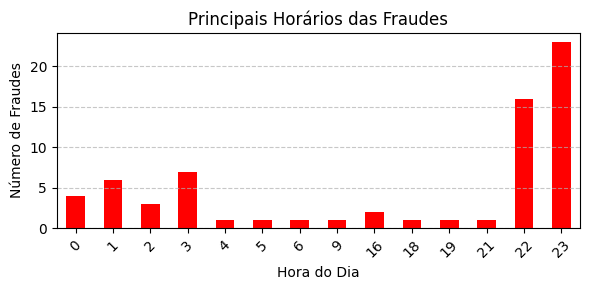 Principais Horários das Fraudes
Número de Fraudes
20
15
10
5
0
0 1 2 3 4 5 6 9 16 18 19 21 22 23
Hora do Dia